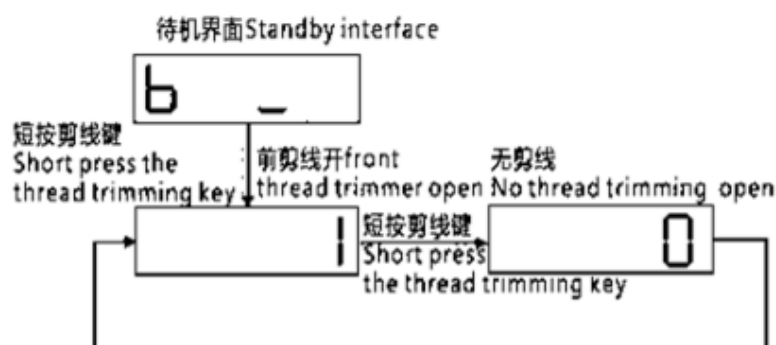 待机界面Standby interface
b _
短按剪线键
Short press the
thread trimming key
前剪线开front
thread trimmer open
无剪线
No thread trimming open
1
短按剪线键
Short press
the thread trimming key
0